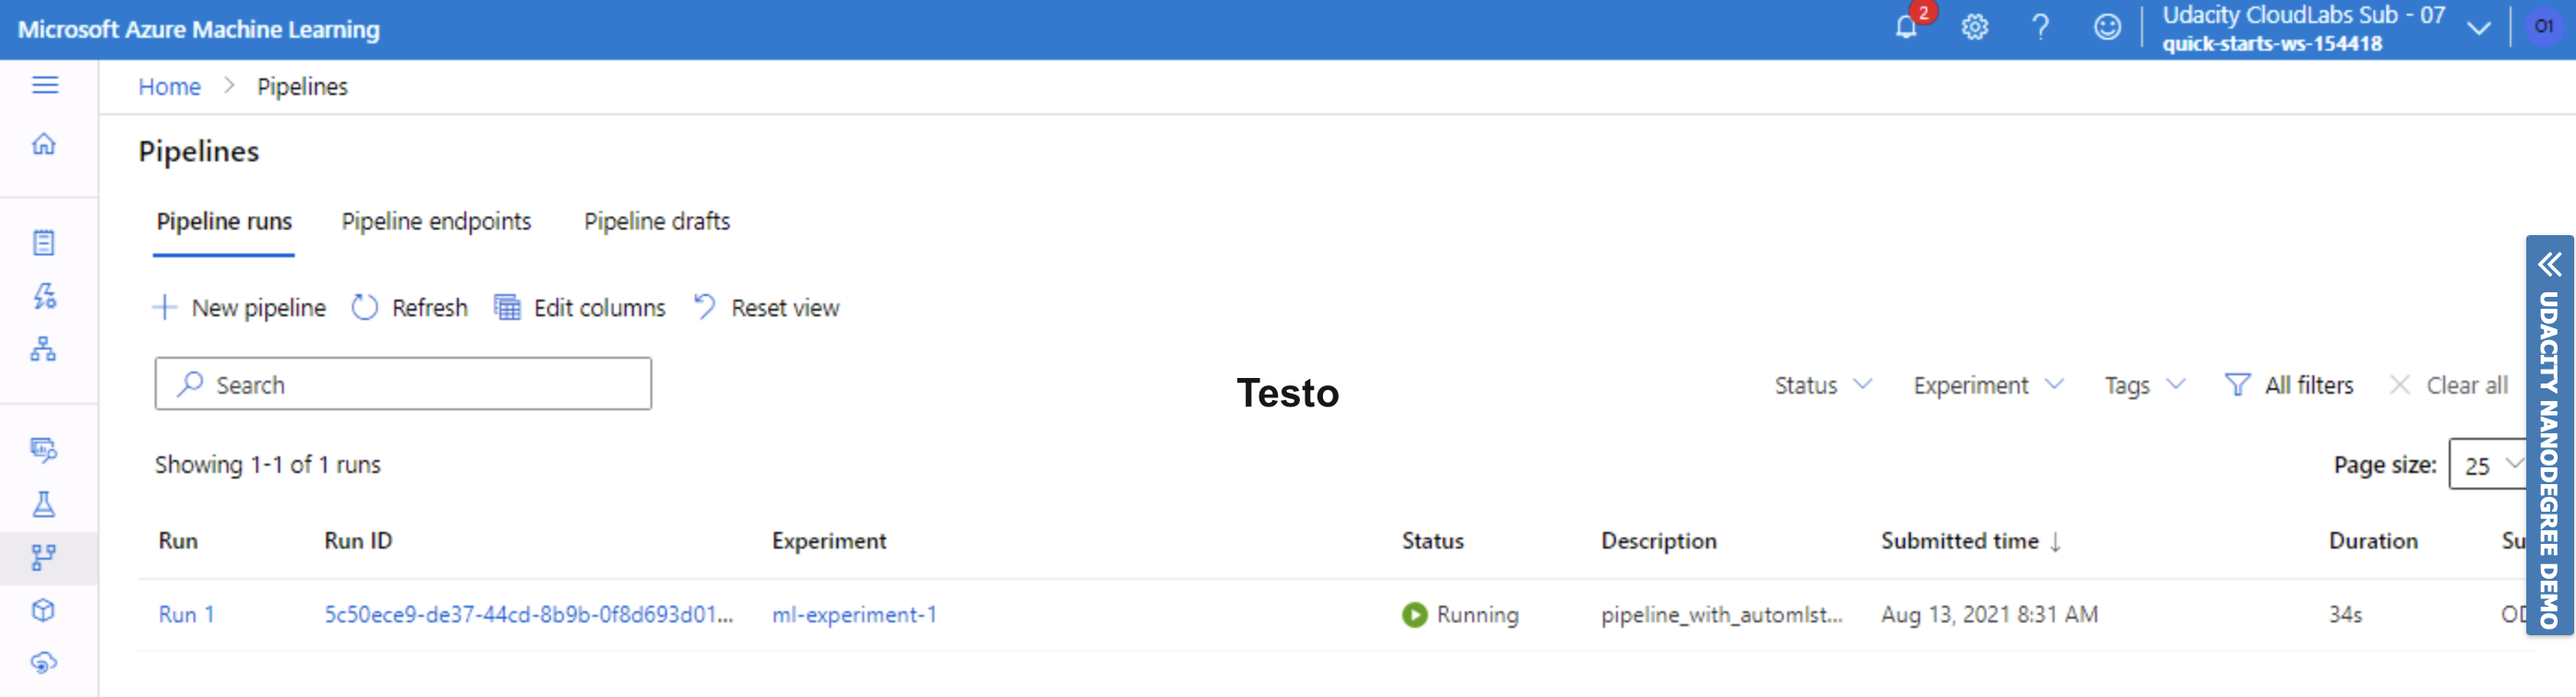 Microsoft Azure Machine Learning
2
Udacity CloudLabs Sub - 07
quick-starts-ws-154418
O1
Home > Pipelines
Pipelines
Pipeline runs Pipeline endpoints Pipeline drafts
New pipeline Refresh Edit columns Reset view
Search
Testo
Status Experiment Tags All filters Clear all
Showing 1-1 of 1 runs
Page size: 25
Run Run ID Experiment Status Description Submitted time ↓ Duration Su
Run 1 5c50ece9-de37-44cd-8b9b-0f8d693d01... ml-experiment-1 Running pipeline_with_automlst... Aug 13, 2021 8:31 AM 34s OD
UDACITY NANODEGREE DEMO